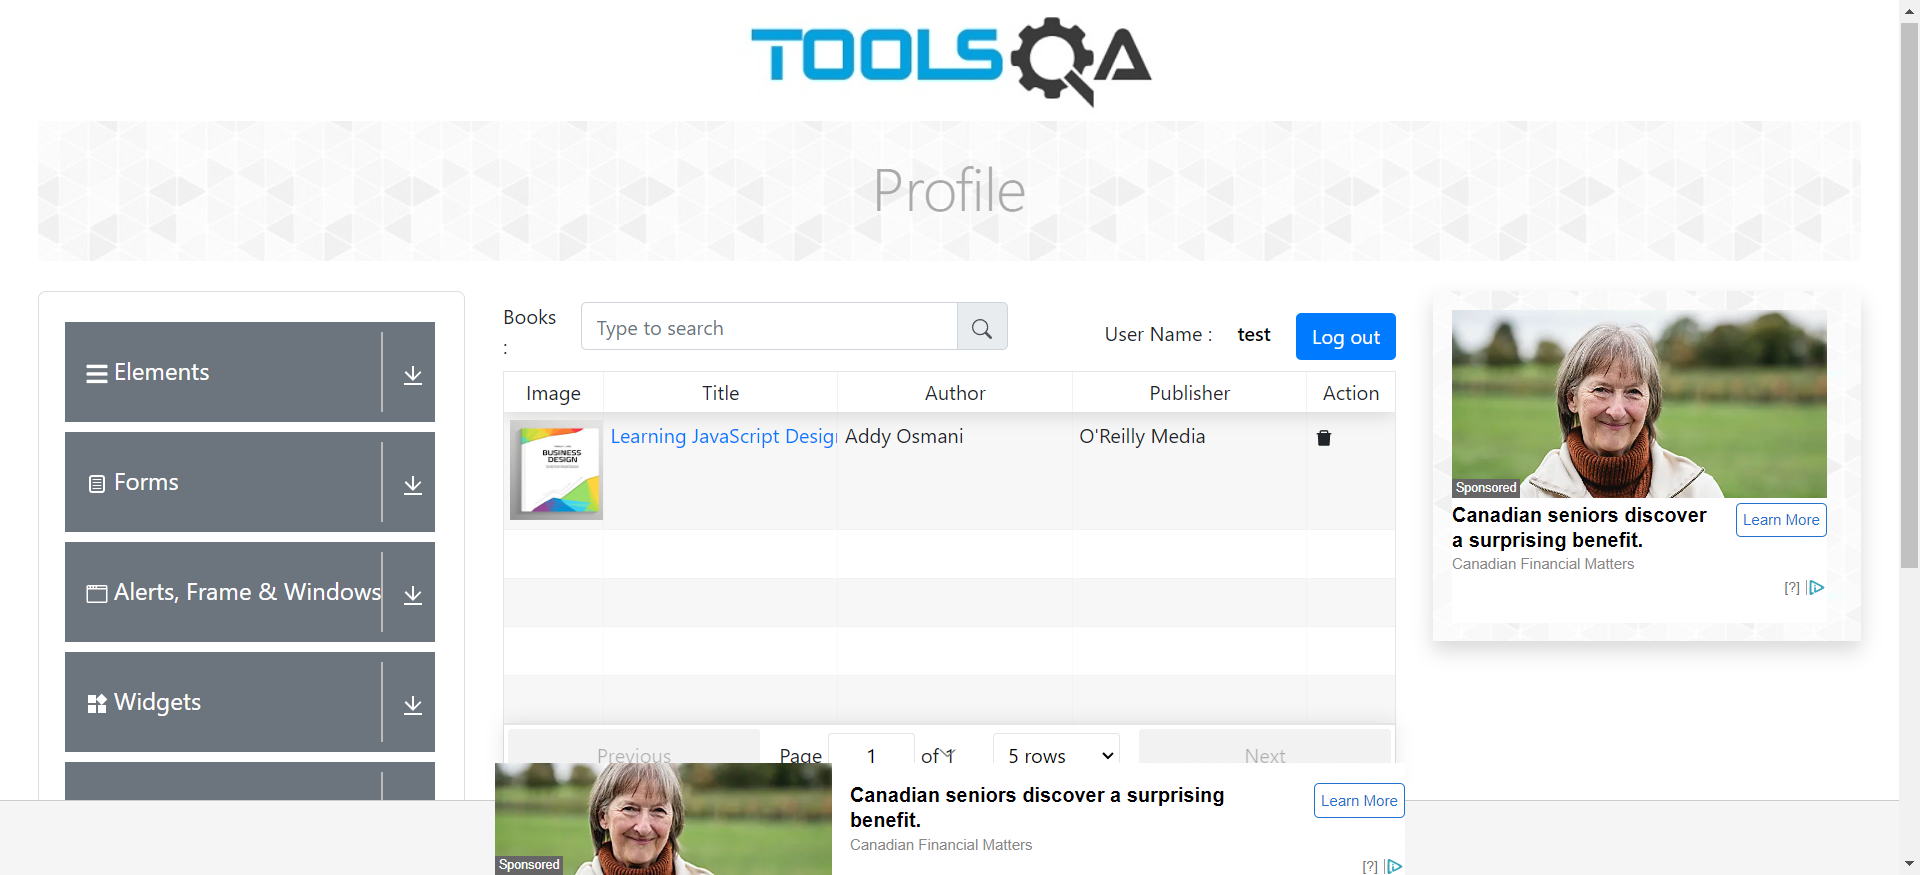 TOOLSQA
Profile
Elements
Forms
Alerts, Frame & Windows
Widgets
Books
:
Type to search
User Name :
test
Log out
Image Title Author Publisher Action
BUSINESS
DESIGN
Learning JavaScript Desig Addy Osmani O'Reilly Media
Previous Page 1 of 1 5 rows Next
Sponsored
Canadian seniors discover
a surprising benefit.
Learn More
Canadian Financial Matters
[?]
Sponsored
Canadian seniors discover a surprising
benefit.
Learn More
Canadian Financial Matters
[?]